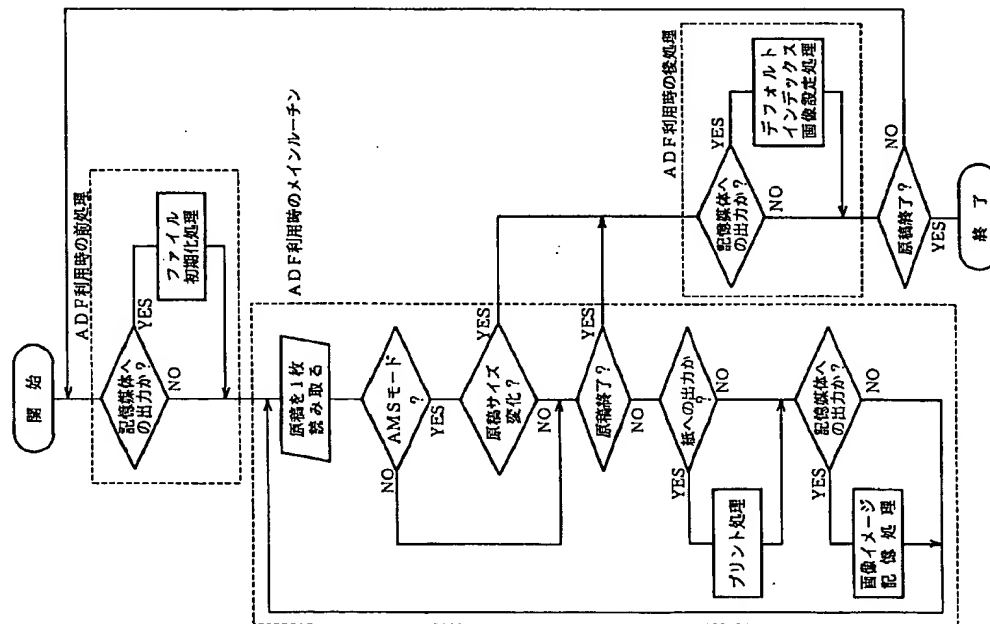 開始
ADF利用時の前処理
記憶媒体へ
の出力か?
YES
ファイル
初期化処理
NO
ADF利用時のメインルーチン
原稿を1枚
読み取る
AMSモード
?
NO
YES
原稿サイズ
変化?
YES
NO
原稿終了?
YES
NO
紙への出力か
?
YES
NO
プリント処理
記憶媒体へ
の出力か?
YES
NO
画像イメージ
記憶処理
ADF利用時の後処理
記憶媒体へ
の出力か?
YES
デフォルト
インデックス
画像設定処理
NO
原稿終了?
NO
YES
終了